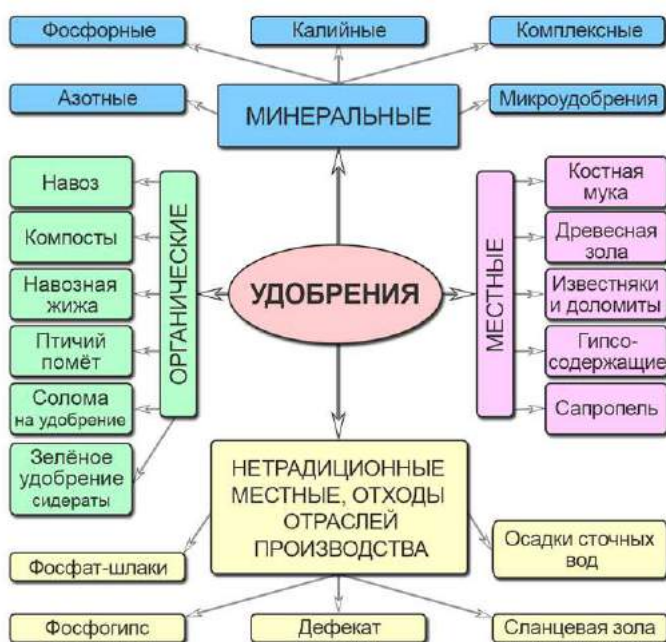 Фосфорные
Калийные
Комплексные
Азотные
МИНЕРАЛЬНЫЕ
Микроудобрения
Навоз
Компосты
Навозная
жижа
Птичий
помёт
Солома
на удобрение
Зелёное
удобрение
сидераты
ОРГАНИЧЕСКИЕ
УДОБРЕНИЯ
МЕСТНЫЕ
Костная
мука
Древесная
зола
Известняки
и доломиты
Гипсо-
содержащие
Сапропель
НЕТРАДИЦИОННЫЕ
МЕСТНЫЕ, ОТХОДЫ
ОТРАСЛЕЙ
ПРОИЗВОДСТВА
Фосфат-шлаки
Осадки сточных
вод
Фосфогипс
Дефекат
Сланцевая зола